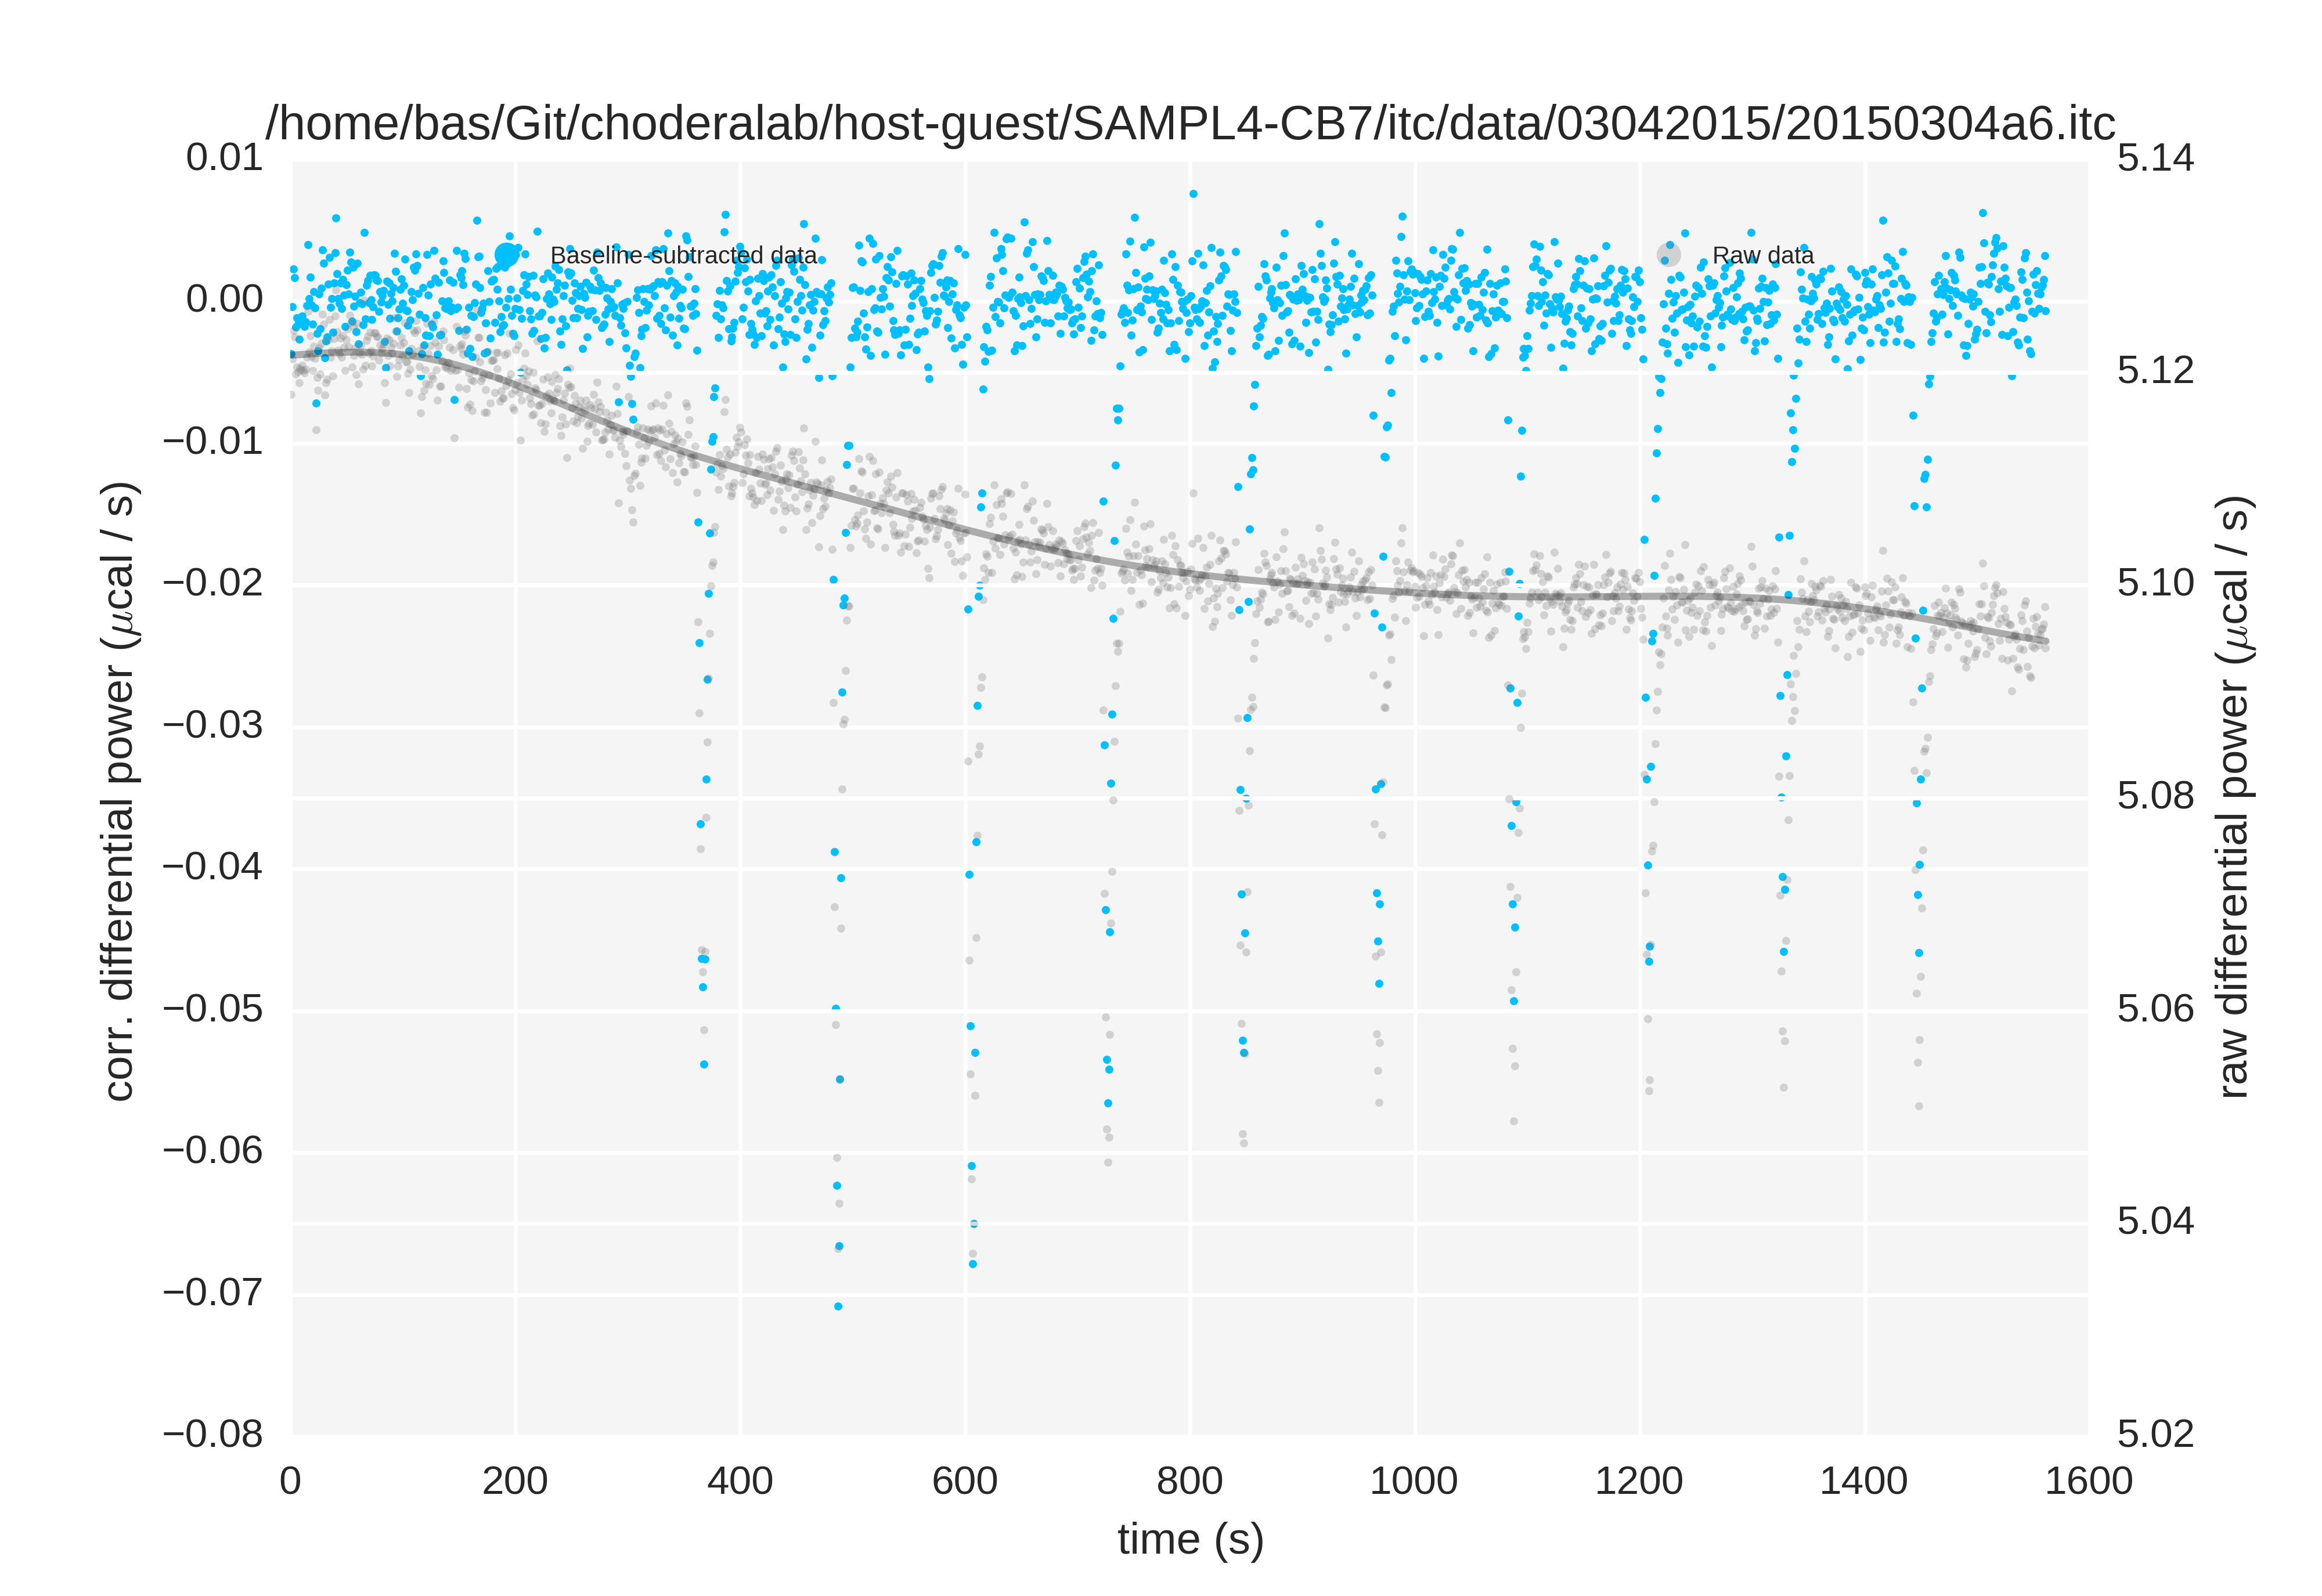 /home/bas/Git/choderalab/host-guest/SAMPL4-CB7/itc/data/03042015/20150304a6.itc
0.01
0.00
−0.01
−0.02
−0.03
−0.04
−0.05
−0.06
−0.07
−0.08
corr. differential power (μcal / s)
Baseline-subtracted data
Raw data
5.14
5.12
5.10
5.08
5.06
5.04
5.02
raw differential power (μcal / s)
0 200 400 600 800 1000 1200 1400 1600
time (s)